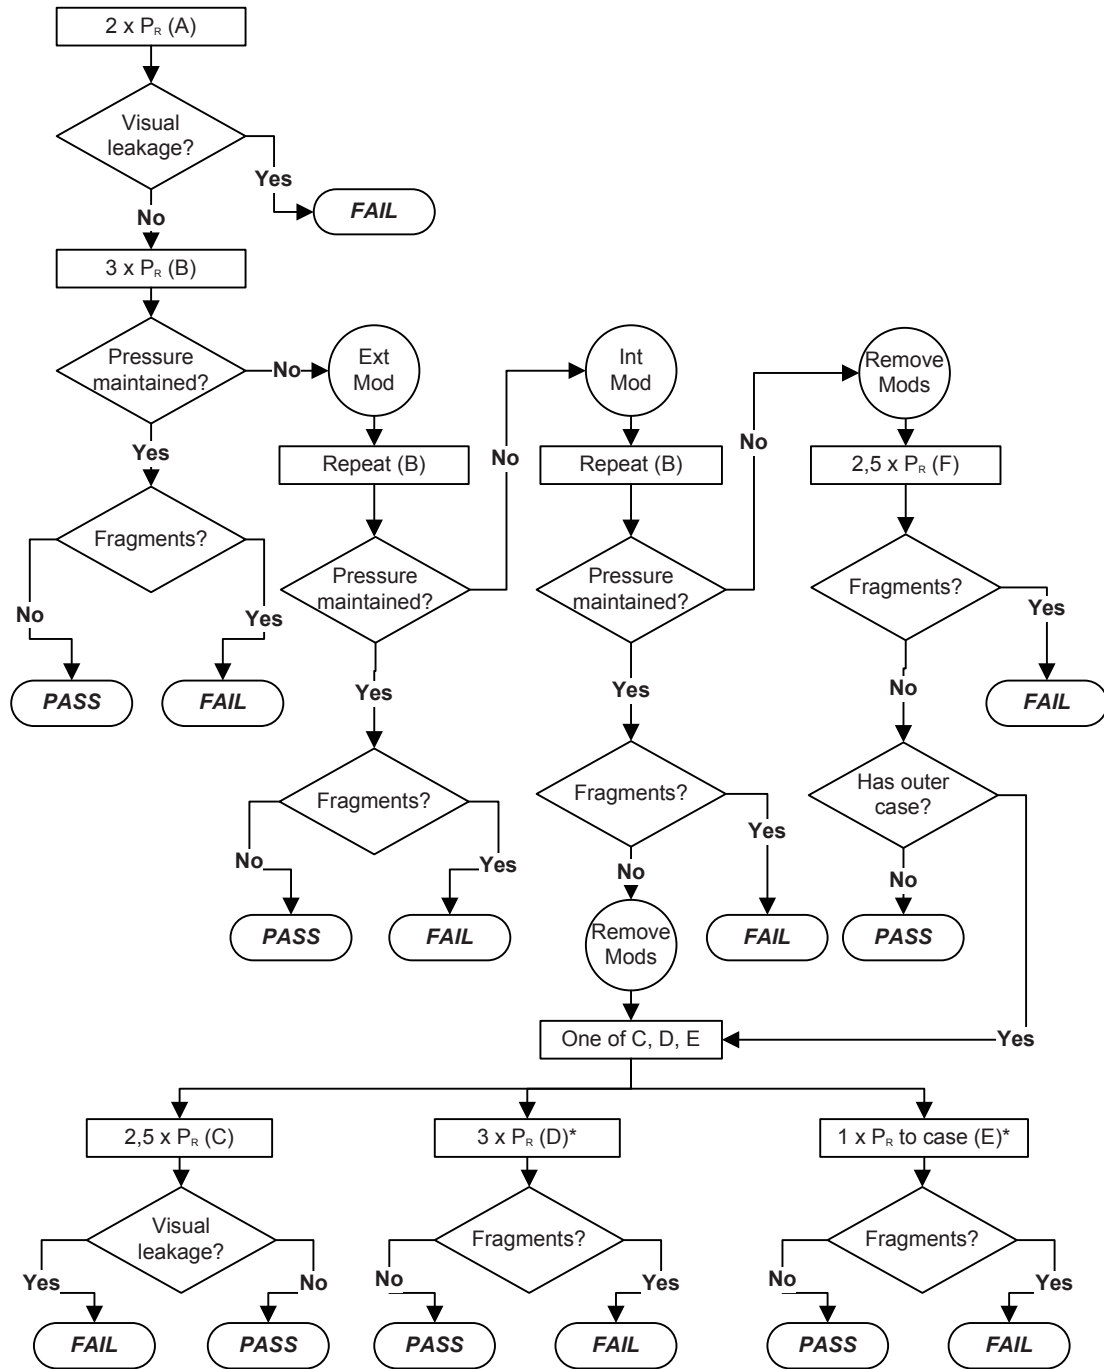 2 x PR (A)
Visual
leakage?
Yes
FAIL
No
3 x PR (B)
Pressure
maintained?
No
Ext
Mod
Int
Mod
Remove
Mods
Yes
Repeat (B)
No
Repeat (B)
No
2,5 x PR (F)
Fragments?
Pressure
maintained?
Pressure
maintained?
Fragments?
No
Yes
Yes
PASS
FAIL
Yes
Yes
No
FAIL
Fragments?
Fragments?
Has outer
case?
No
Yes
No
Yes
No
PASS
FAIL
Remove
Mods
FAIL
PASS
One of C, D, E
Yes
2,5 x PR (C)
3 x PR (D)*
1 x PR to case (E)*
Visual
leakage?
Fragments?
Fragments?
Yes
No
No
Yes
No
Yes
FAIL
PASS
PASS
FAIL
PASS
FAIL